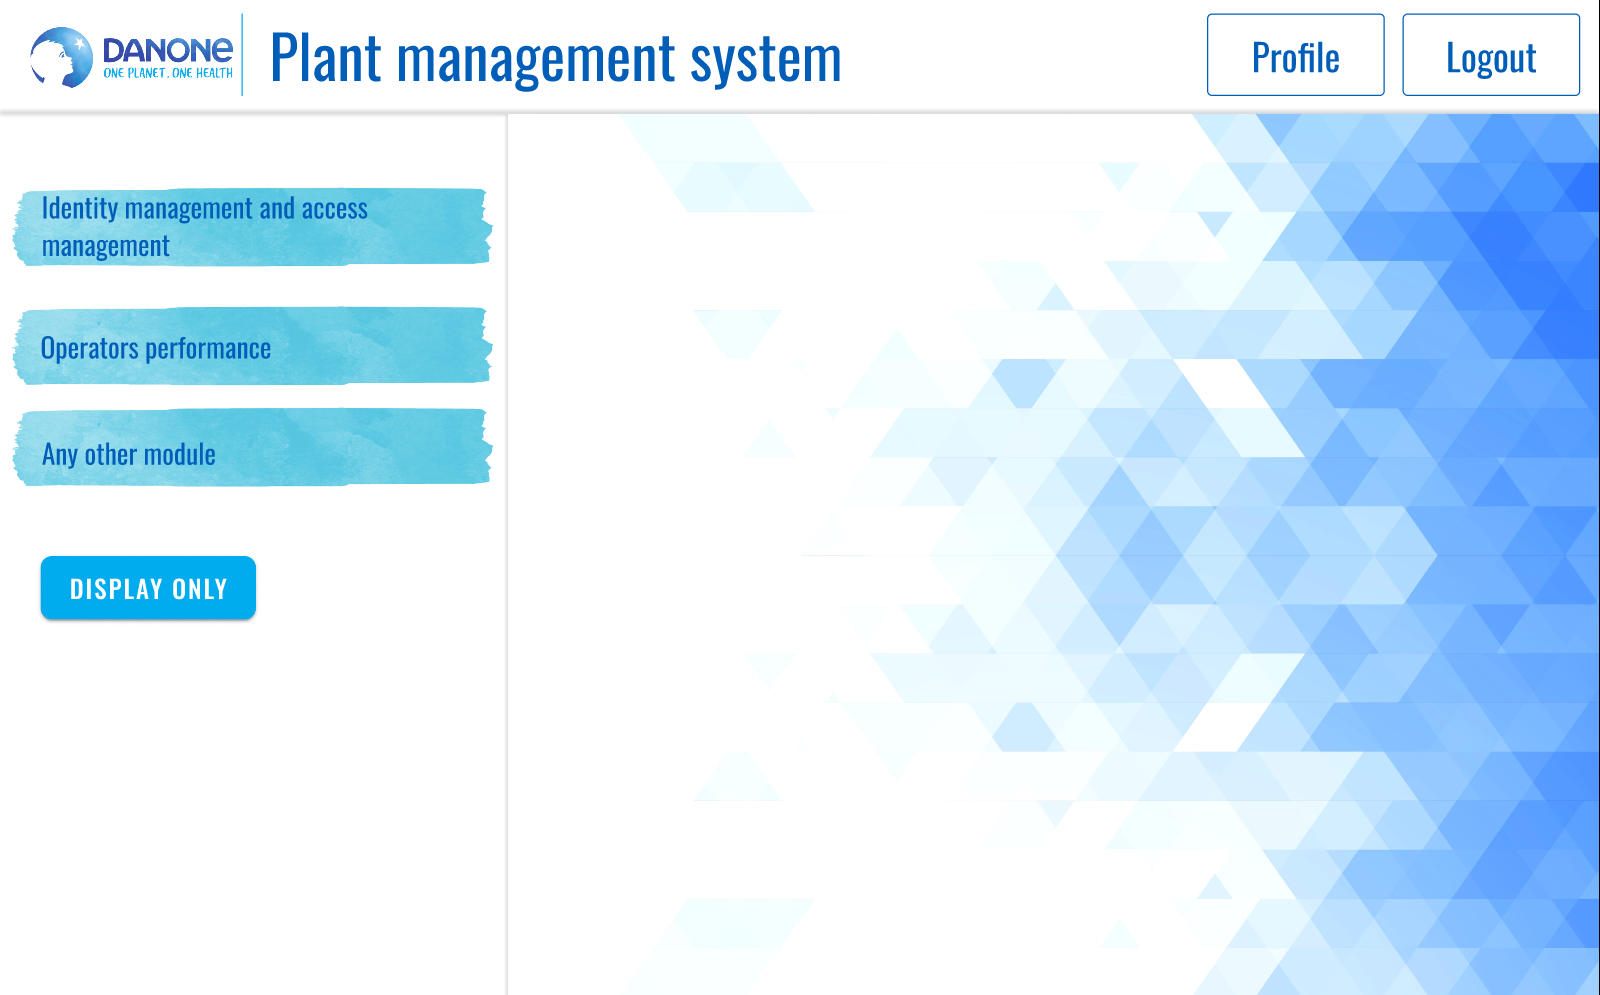 DANONE
ONE PLANET. ONE HEALTH
Plant management system
Profile
Logout
Identity management and access
management
Operators performance
Any other module
DISPLAY ONLY